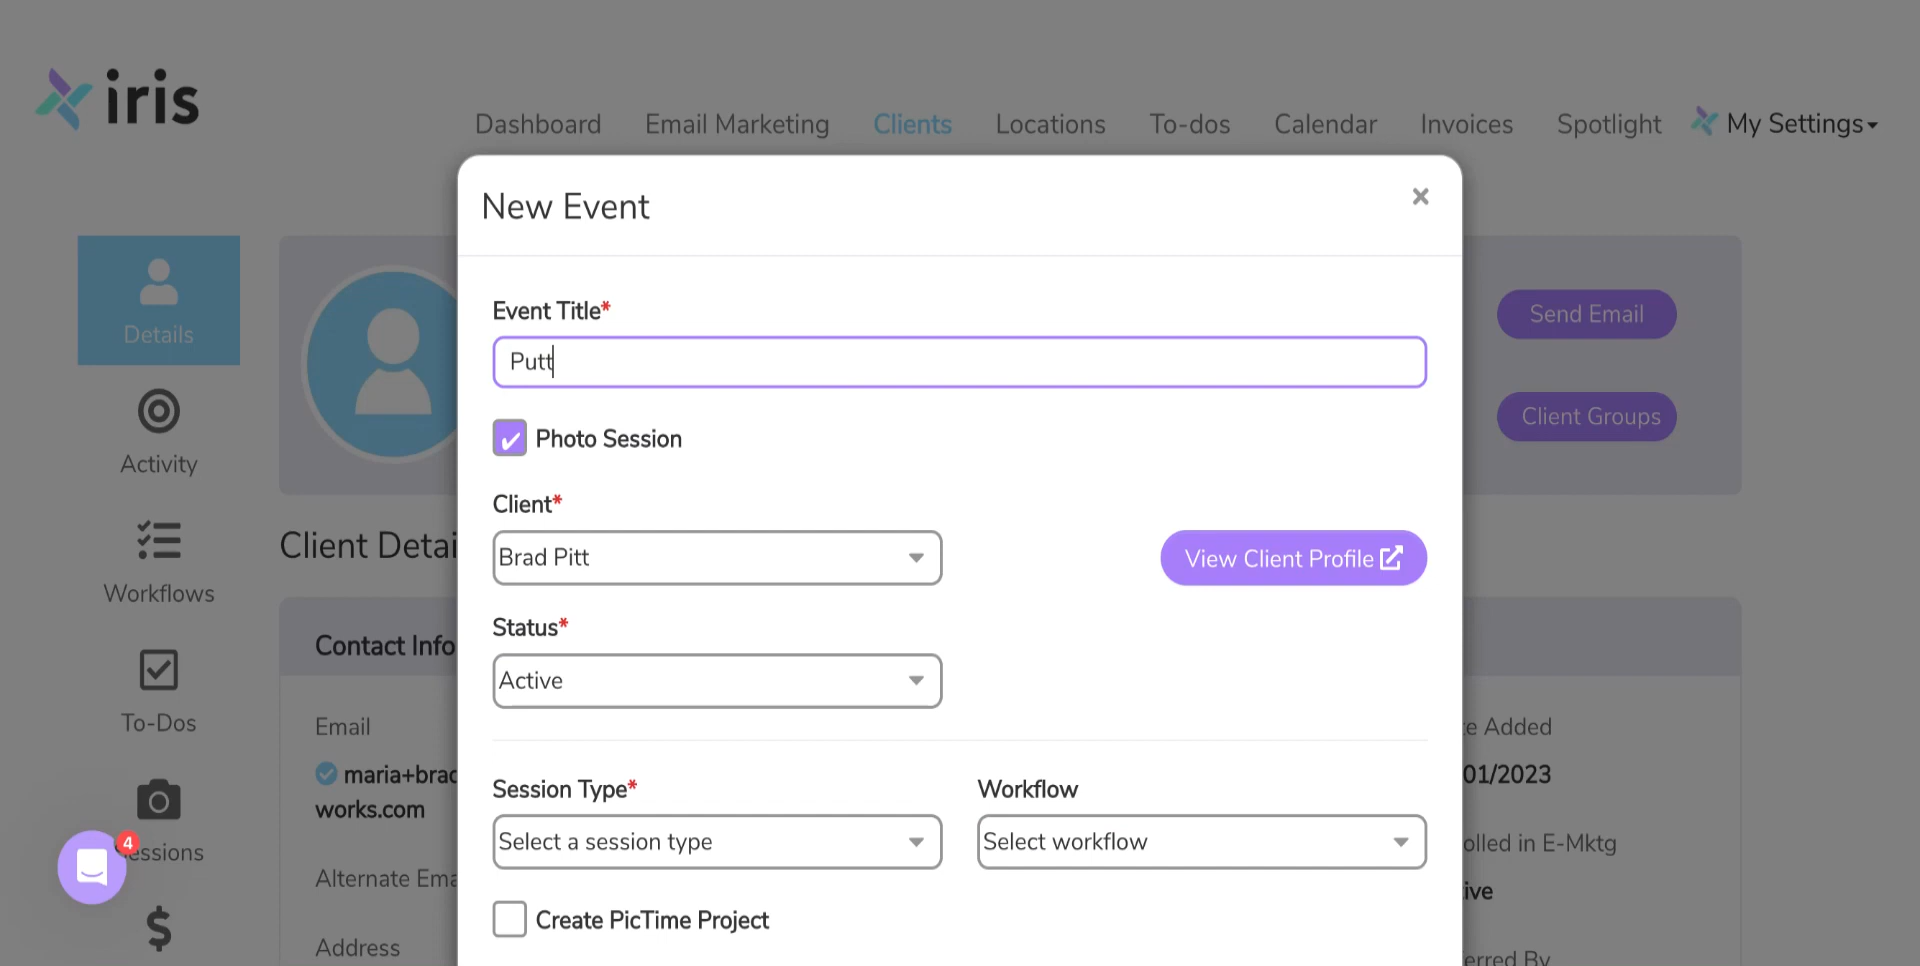 iris
Dashboard
Email Marketing
Clients
Locations
To-dos
Calendar
Invoices
Spotlight
My Settings
New Event
×
Details
Activity
Workflows
To-Dos
4
essions
$
Send Email
Client Groups
Client Detai
Contact Info
Email
maria+brad
works.com
Alternate Ema
Address
Event Title*
Putt
Photo Session
Client*
Brad Pitt
View Client Profile
Status*
Active
Session Type*
Select a session type
Workflow
Select workflow
Create PicTime Project
te Added
01/2023
olled in E-Mktg
ive
erred By